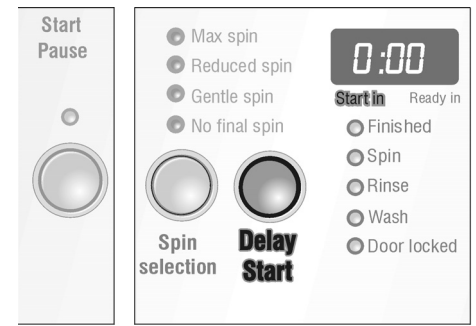 Start
Pause
Max spin
Reduced spin
Gentle spin
No final spin
Spin
selection
Delay
Start
0:00
Start in Ready in
Finished
Spin
Rinse
Wash
Door locked